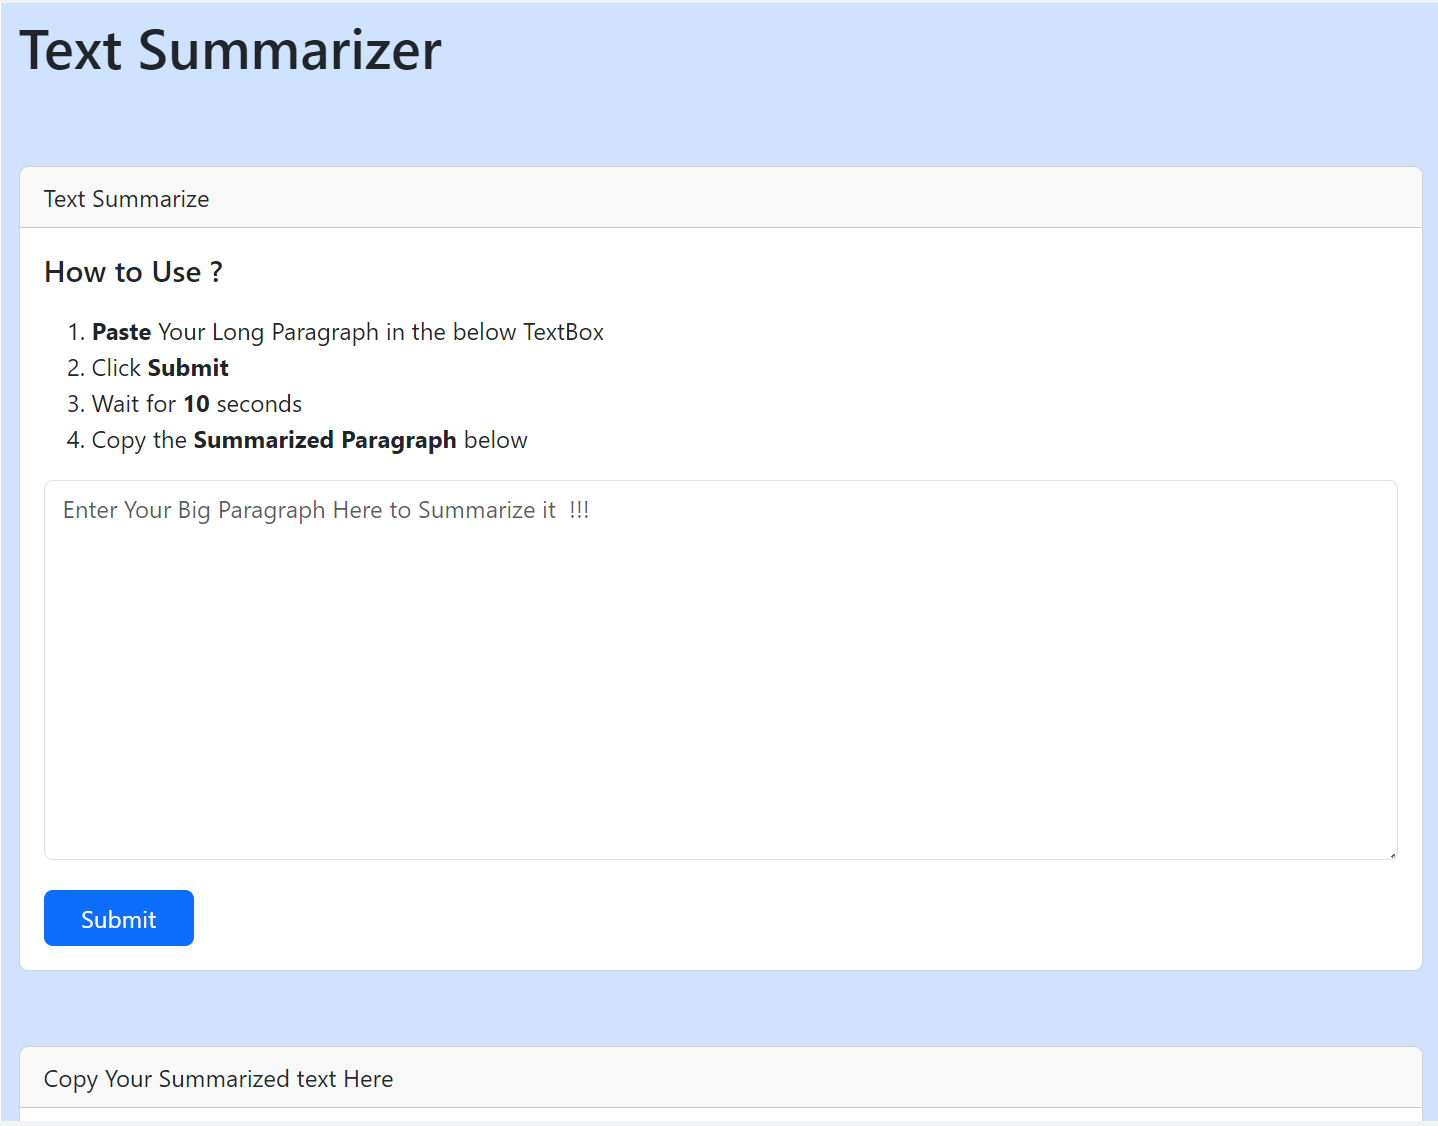 Text Summarizer
Text Summarize
How to Use ?
1. Paste Your Long Paragraph in the below TextBox
2. Click Submit
3. Wait for 10 seconds
4. Copy the Summarized Paragraph below
Enter Your Big Paragraph Here to Summarize it  !!!
Submit
Copy Your Summarized text Here